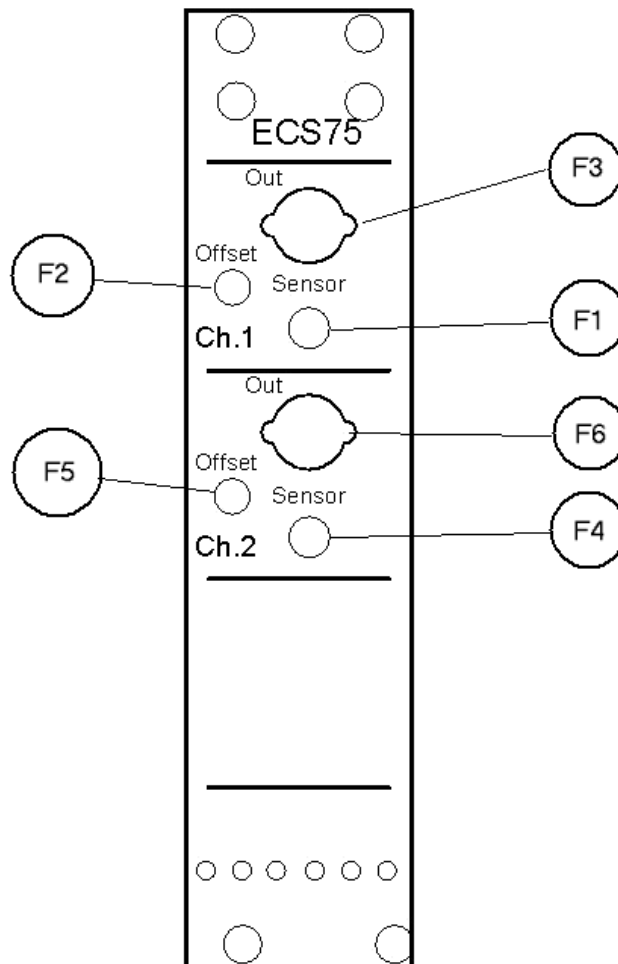 ECS75
Out
F3
Offset
Sensor
F2
F1
Ch.1
Out
F6
Offset
Sensor
F5
F4
Ch.2